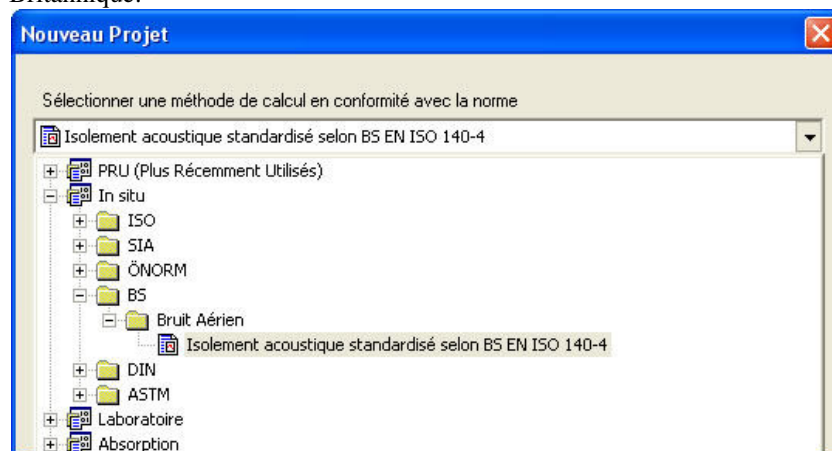 Britannique.
Nouveau Projet
Sélectionner une méthode de calcul en conformité avec la norme
Isolement acoustique standardisé selon BS EN ISO 140-4
PRU (Plus Récemment Utilisés)
In situ
ISO
SIA
ÖNORM
BS
Bruit Aérien
Isolement acoustique standardisé selon BS EN ISO 140-4
DIN
ASTM
Laboratoire
Absorption